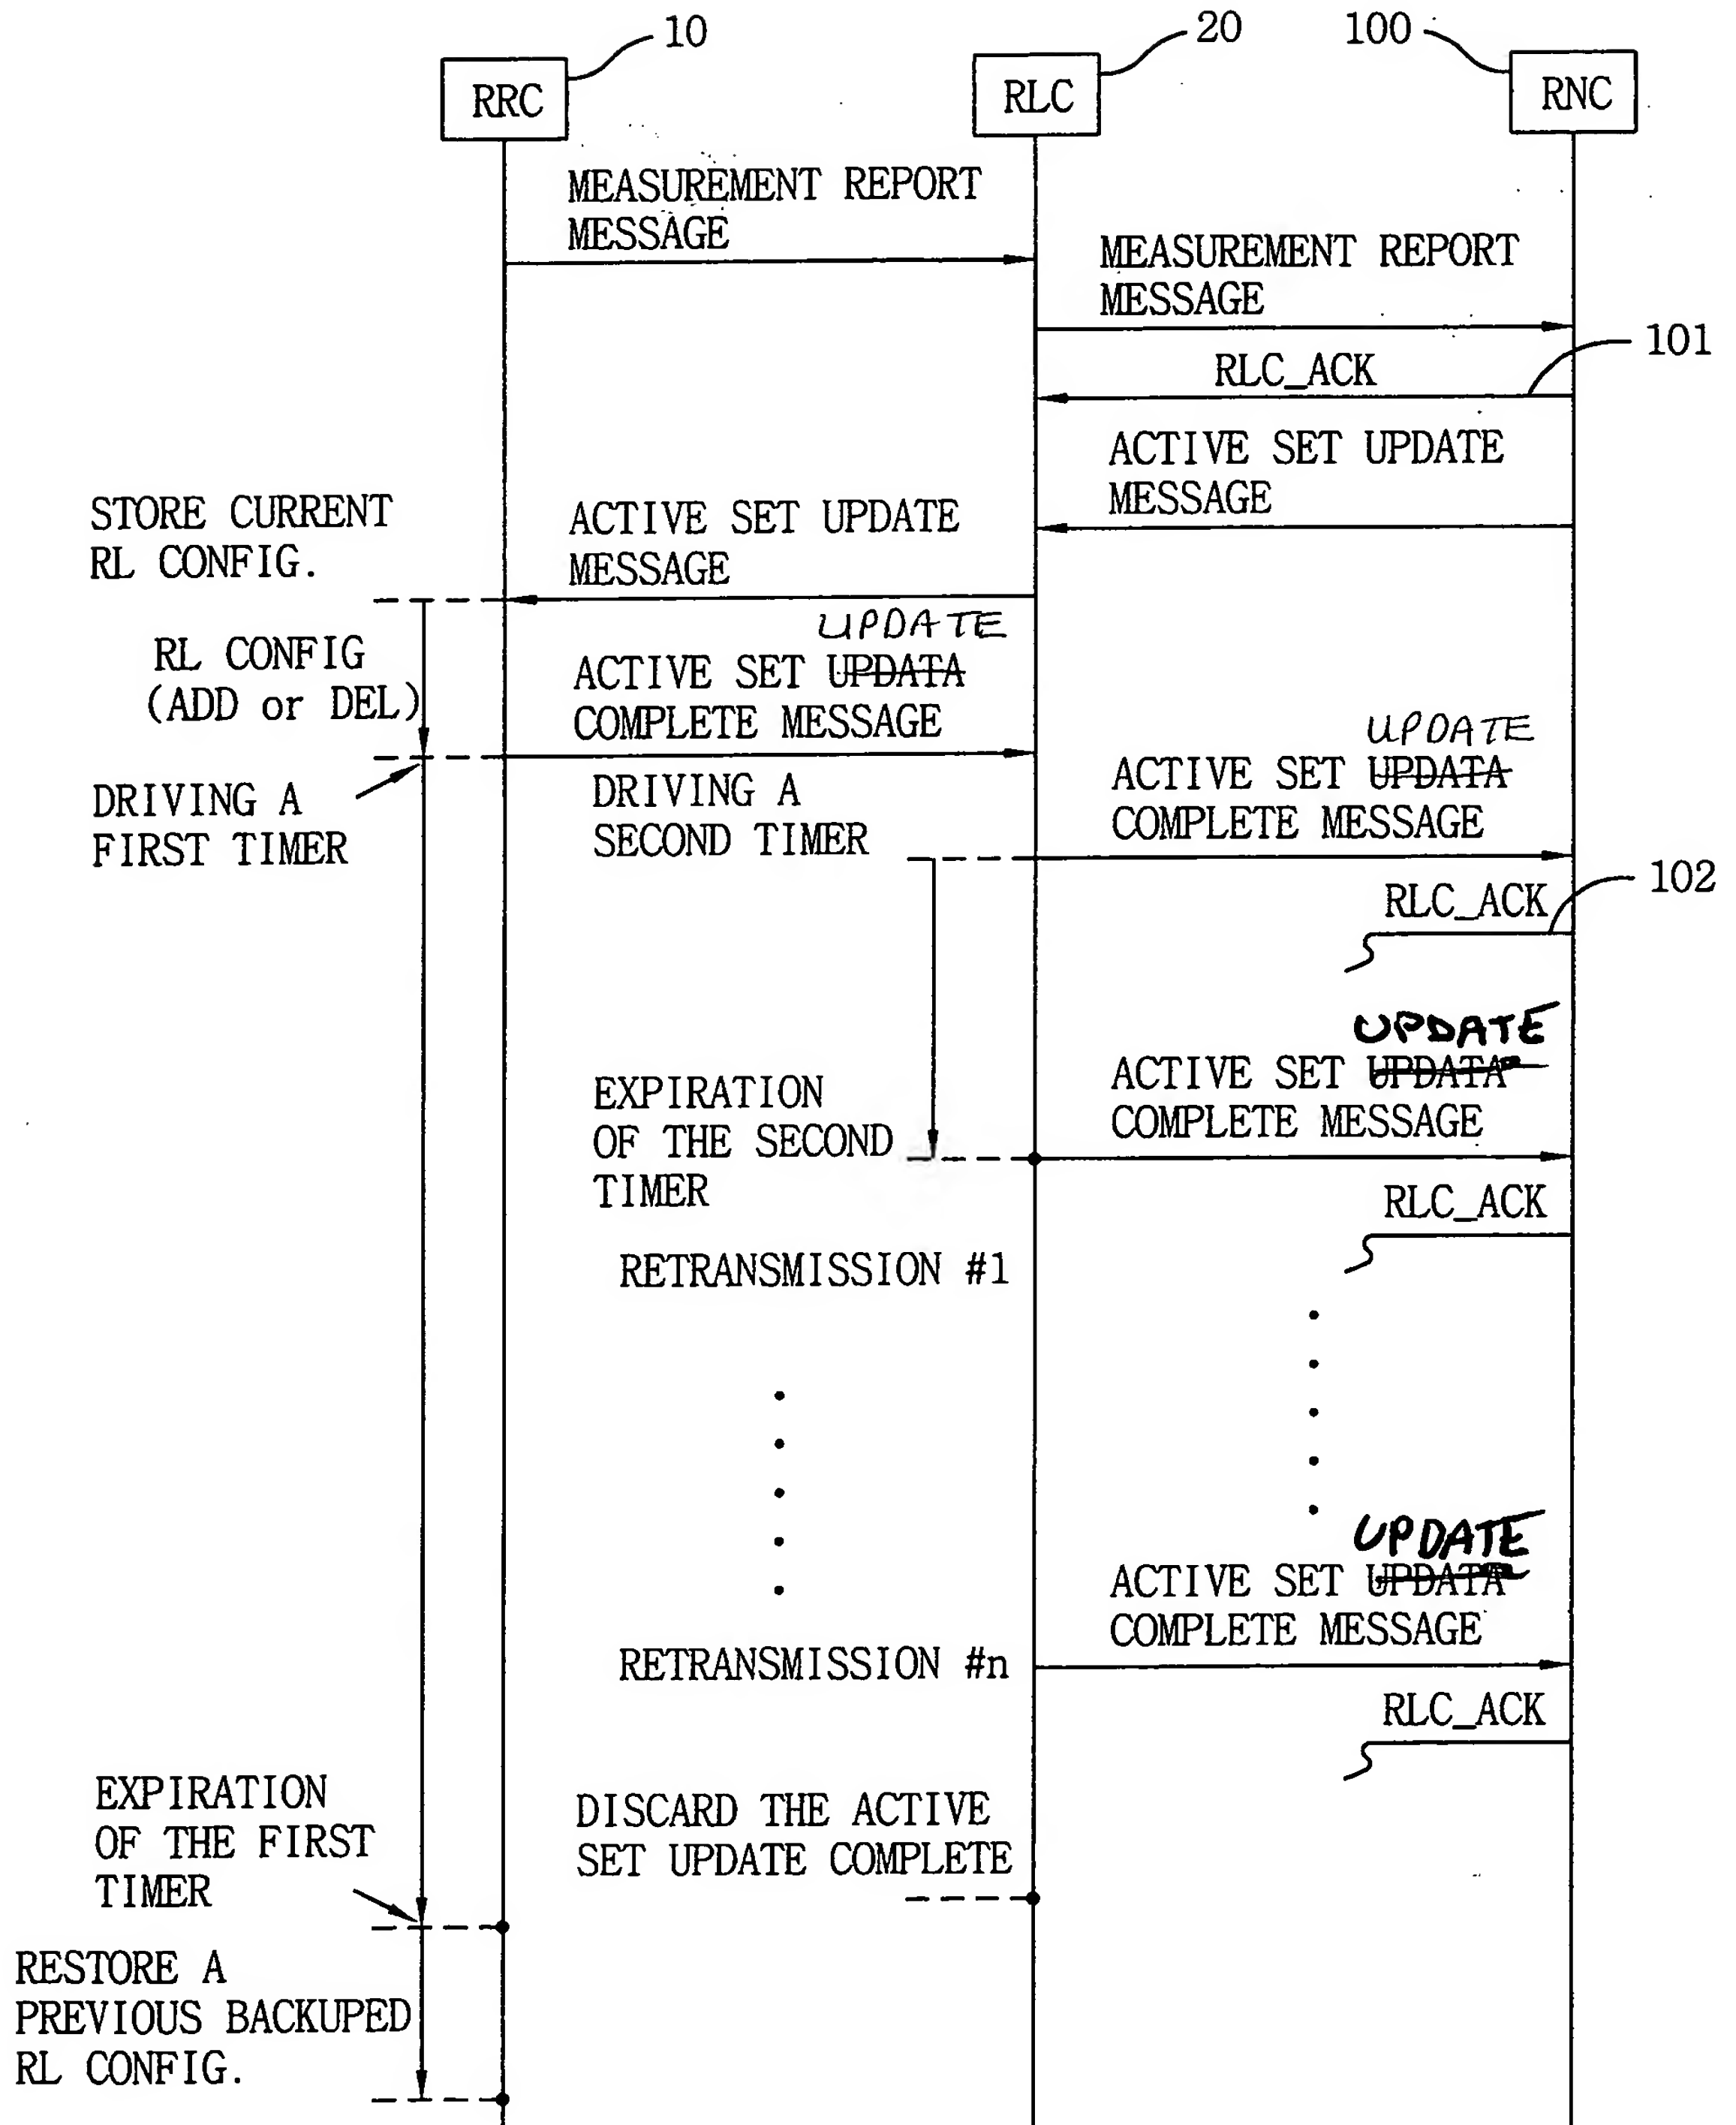 10
20
100
RRC
RLC
RNC
MEASUREMENT REPORT
MESSAGE
MEASUREMENT REPORT
MESSAGE
101
RLC_ACK
ACTIVE SET UPDATE
MESSAGE
STORE CURRENT
RL CONFIG.
ACTIVE SET UPDATE
MESSAGE
UPDATE
RL CONFIG
(ADD or DEL)
ACTIVE SET UPDATA
COMPLETE MESSAGE
UPDATE
ACTIVE SET UPDATA
COMPLETE MESSAGE
DRIVING A
FIRST TIMER
DRIVING A
SECOND TIMER
102
RLC_ACK
UPDATE
ACTIVE SET UPDATA
COMPLETE MESSAGE
EXPIRATION
OF THE SECOND
TIMER
RLC_ACK
RETRANSMISSION #1
UPDATE
ACTIVE SET UPDATA
COMPLETE MESSAGE
RETRANSMISSION #n
RLC_ACK
EXPIRATION
OF THE FIRST
TIMER
DISCARD THE ACTIVE
SET UPDATE COMPLETE
RESTORE A
PREVIOUS BACKUPED
RL CONFIG.